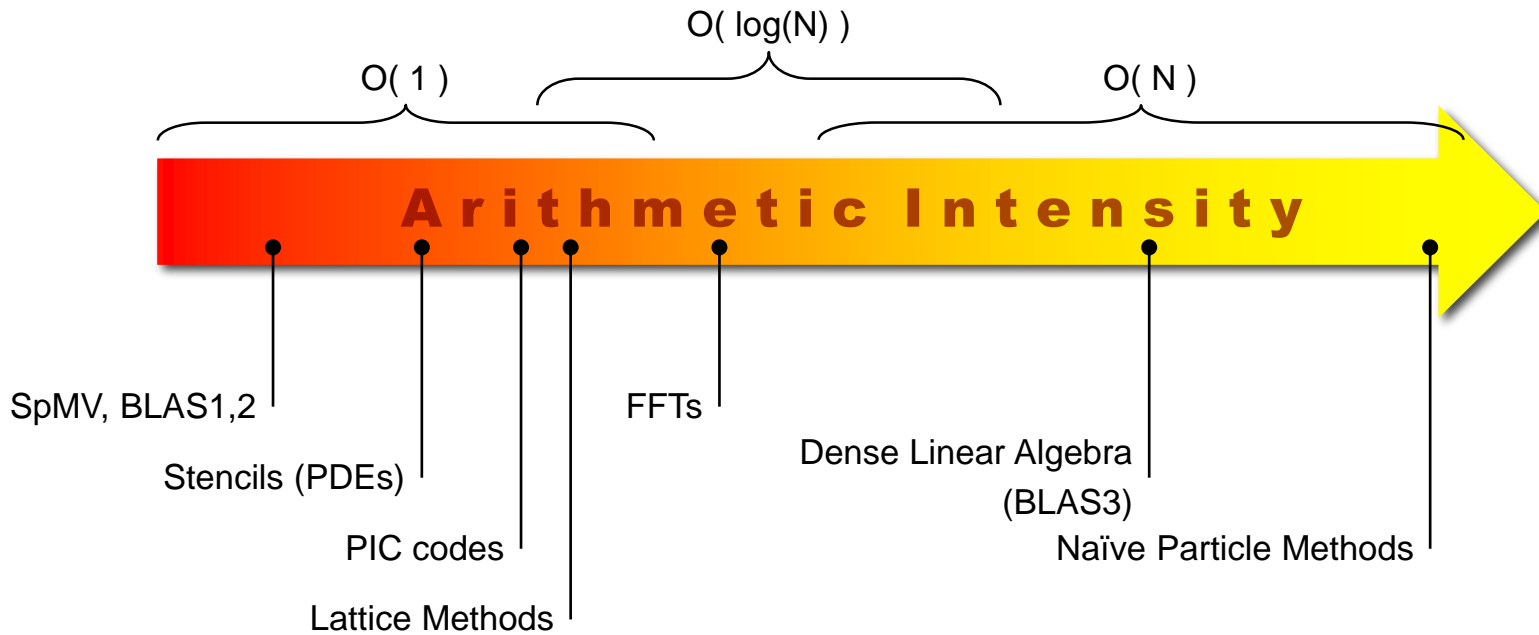 O( log(N) )
O( 1 )
O( N )
Arithmetic Intensity
SpMV, BLAS1,2
FFTs
Dense Linear Algebra
(BLAS3)
Stencils (PDEs)
PIC codes
Naïve Particle Methods
Lattice Methods